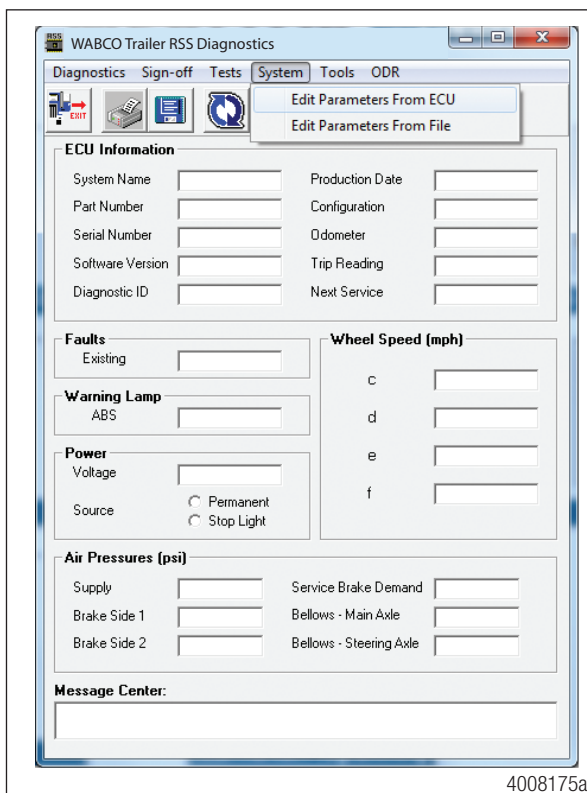 RSS
WABCO Trailer RSS Diagnostics
Diagnostics Sign-off Tests System Tools ODR
EXIT
Edit Parameters From ECU
Edit Parameters From File
ECU Information
System Name Production Date
Part Number Configuration
Serial Number Odometer
Software Version Trip Reading
Diagnostic ID Next Service
Faults
Existing
Warning Lamp
ABS
Power
Voltage
Source Permanent
Stop Light
Wheel Speed (mph)
c
d
e
f
Air Pressures (psi)
Supply Service Brake Demand
Brake Side 1 Bellows - Main Axle
Brake Side 2 Bellows - Steering Axle
Message Center:
4008175a